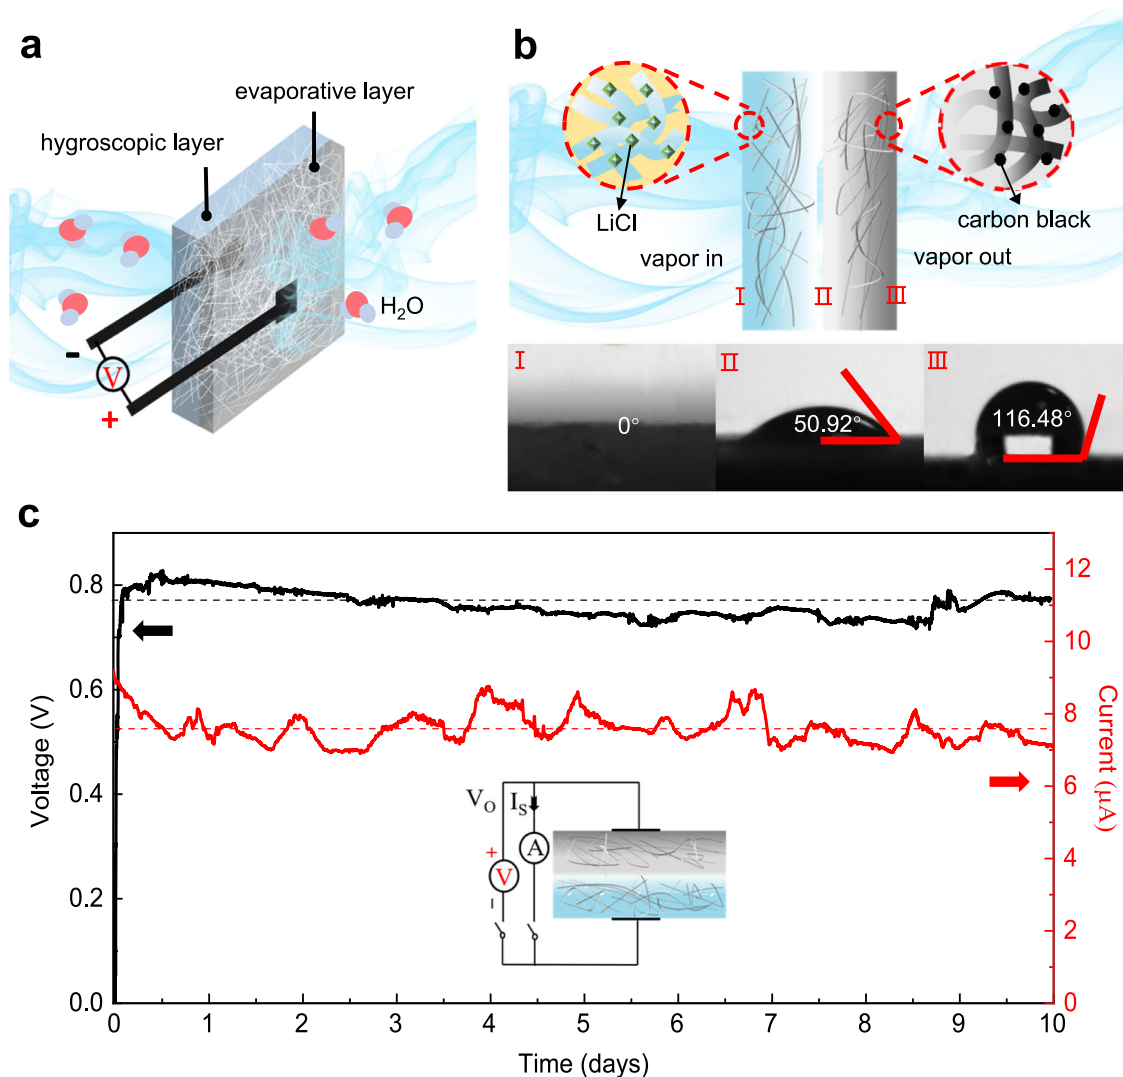 a
evaporative layer
hygroscopic layer
H₂O
-
V
+
b
LiCl
carbon black
vapor in
vapor out
I
II
III
I
0°
II
50.92°
III
116.48°
c
Voltage (V)
0.8
0.6
0.4
0.2
0.0
12
10
8
6
4
2
0
Current (μA)
V_O
I_S
+
V
-
A
0 1 2 3 4 5 6 7 8 9 10
Time (days)